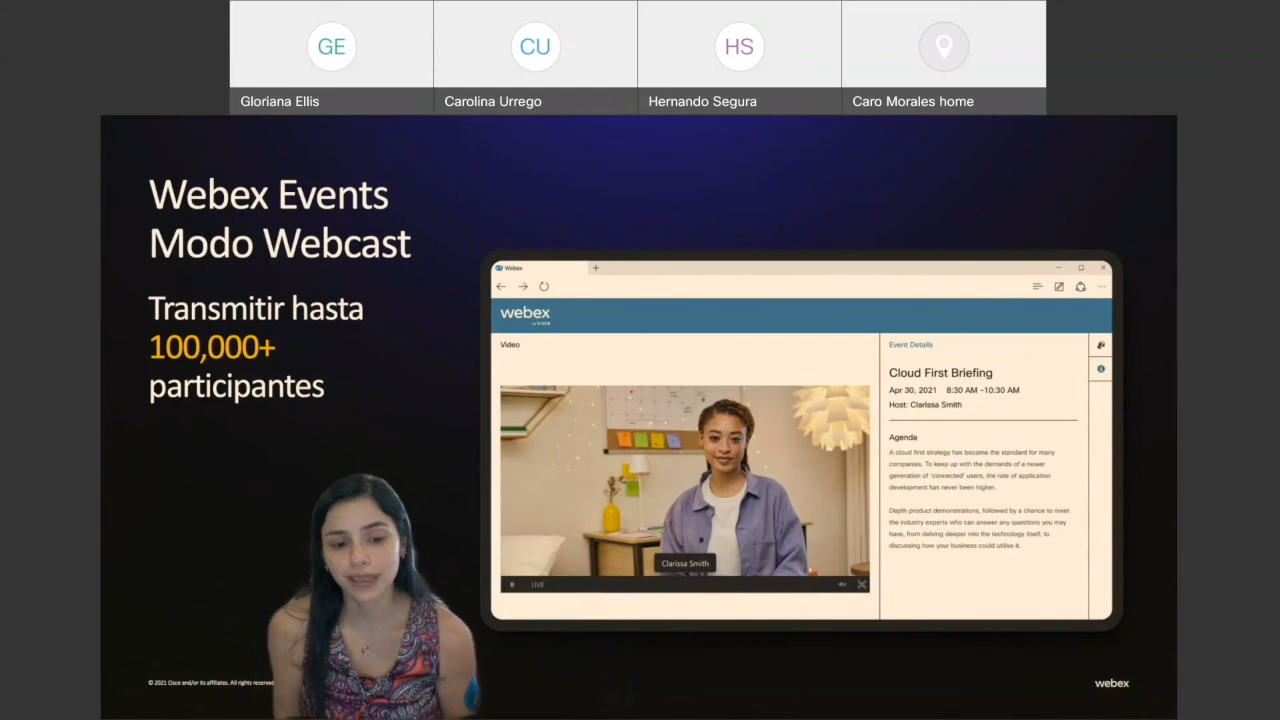 GE
CU
HS
Gloriana Ellis
Carolina Urrego
Hernando Segura
Caro Morales home
Webex Events
Modo Webcast
Transmitir hasta
100,000+
participantes
Webex
webex
by CISCO
Video
Clarissa Smith
LIVE
Event Details
Cloud First Briefing
Apr 30, 2021 8:30 AM -10:30 AM
Host: Clarissa Smith
Agenda
A cloud first strategy has become the standard for many
companies. To keep up with the demands of a newer
generation of 'connected' users, the rate of application
development has never been higher.
Depth product demonstrations, followed by a chance to meet
the industry experts who can answer any questions you may
have, from delving deeper into the technology itself, to
discussing how your business could utilise it.
© 2021 Cisco and/or its affiliates. All rights reserved
webex